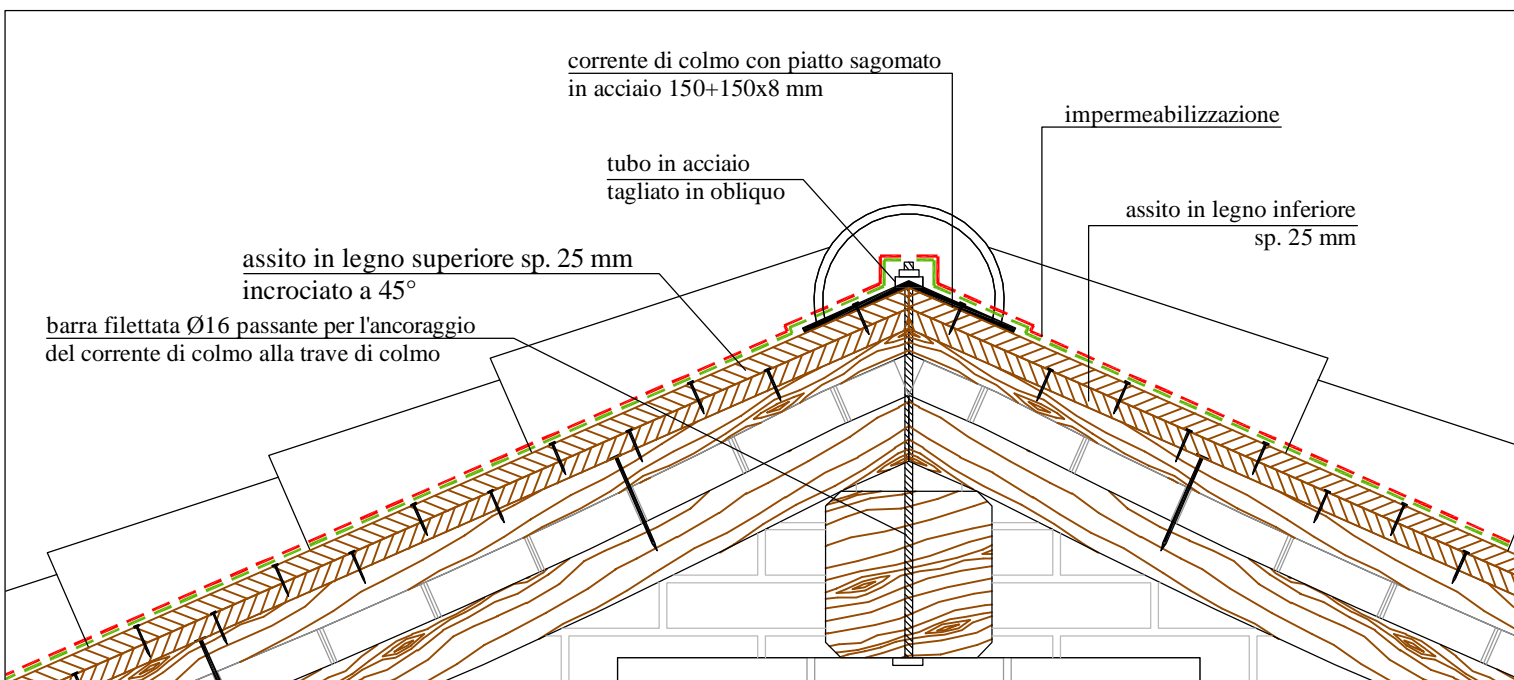 corrente di colmo con piatto sagomato
in acciaio 150+150x8 mm
impermeabilizzazione
tubo in acciaio
tagliato in obliquo
assito in legno inferiore
sp. 25 mm
assito in legno superiore sp. 25 mm
incrociato a 45°
barra filettata Ø16 passante per l'ancoraggio
del corrente di colmo alla trave di colmo